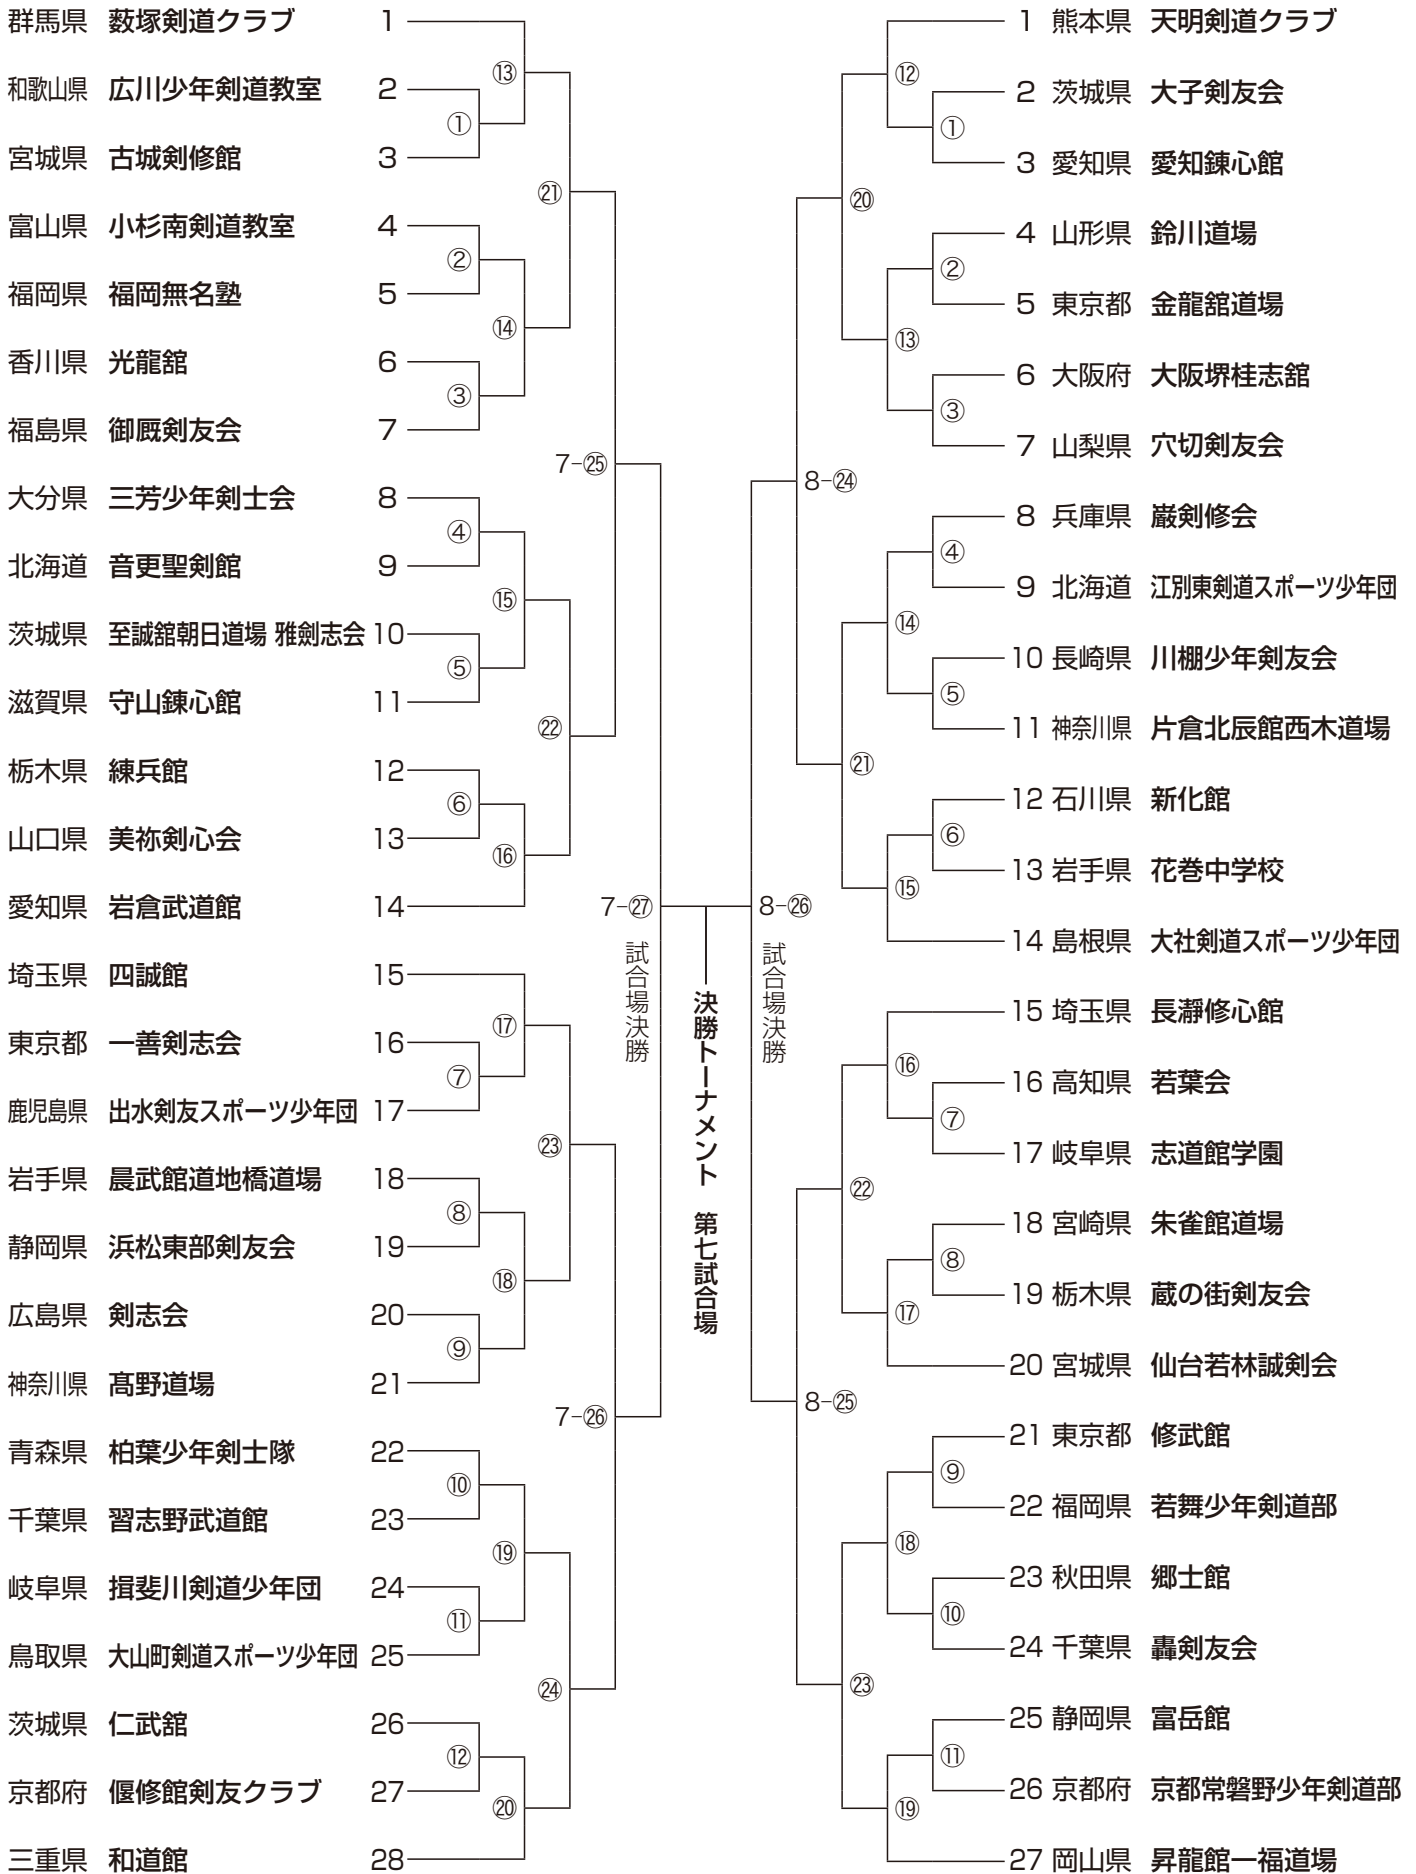 群馬県 薮塚剣道クラブ 1
和歌山県 広川少年剣道教室 2
宮城県 古城剣修館 3
富山県 小杉南剣道教室 4
福岡県 福岡無名塾 5
香川県 光龍舘 6
福島県 御厩剣友会 7
大分県 三芳少年剣士会 8
北海道 音更聖剣館 9
茨城県 至誠舘朝日道場 雅劍志会 10
滋賀県 守山錬心館 11
栃木県 練兵館 12
山口県 美祢剣心会 13
愛知県 岩倉武道館 14
埼玉県 四誠館 15
東京都 一善剣志会 16
鹿児島県 出水剣友スポーツ少年団 17
岩手県 晨武館道地橋道場 18
静岡県 浜松東部剣友会 19
広島県 剣志会 20
神奈川県 髙野道場 21
青森県 柏葉少年剣士隊 22
千葉県 習志野武道館 23
岐阜県 揖斐川剣道少年団 24
鳥取県 大山町剣道スポーツ少年団 25
茨城県 仁武舘 26
京都府 偃修館剣友クラブ 27
三重県 和道館 28
①
②
③
④
⑤
⑥
⑦
⑧
⑨
⑩
⑪
⑫
⑬
⑭
⑮
⑯
⑰
⑱
⑲
⑳
㉑
㉒
㉓
㉔
7-㉕
7-㉖
7-㉗
試合場決勝
決勝トーナメント 第七試合場
8-㉖
試合場決勝
8-㉔
8-㉕
⑳
㉑
㉒
㉓
⑫
⑬
⑭
⑮
⑯
⑰
⑱
⑲
①
②
③
④
⑤
⑥
⑦
⑧
⑨
⑩
⑪
1 熊本県 天明剣道クラブ
2 茨城県 大子剣友会
3 愛知県 愛知錬心館
4 山形県 鈴川道場
5 東京都 金龍舘道場
6 大阪府 大阪堺桂志舘
7 山梨県 穴切剣友会
8 兵庫県 巌剣修会
9 北海道 江別東剣道スポーツ少年団
10 長崎県 川棚少年剣友会
11 神奈川県 片倉北辰館西木道場
12 石川県 新化館
13 岩手県 花巻中学校
14 島根県 大社剣道スポーツ少年団
15 埼玉県 長瀞修心館
16 高知県 若葉会
17 岐阜県 志道館学園
18 宮崎県 朱雀館道場
19 栃木県 蔵の街剣友会
20 宮城県 仙台若林誠剣会
21 東京都 修武館
22 福岡県 若舞少年剣道部
23 秋田県 郷士館
24 千葉県 轟剣友会
25 静岡県 富岳館
26 京都府 京都常磐野少年剣道部
27 岡山県 昇龍館一福道場